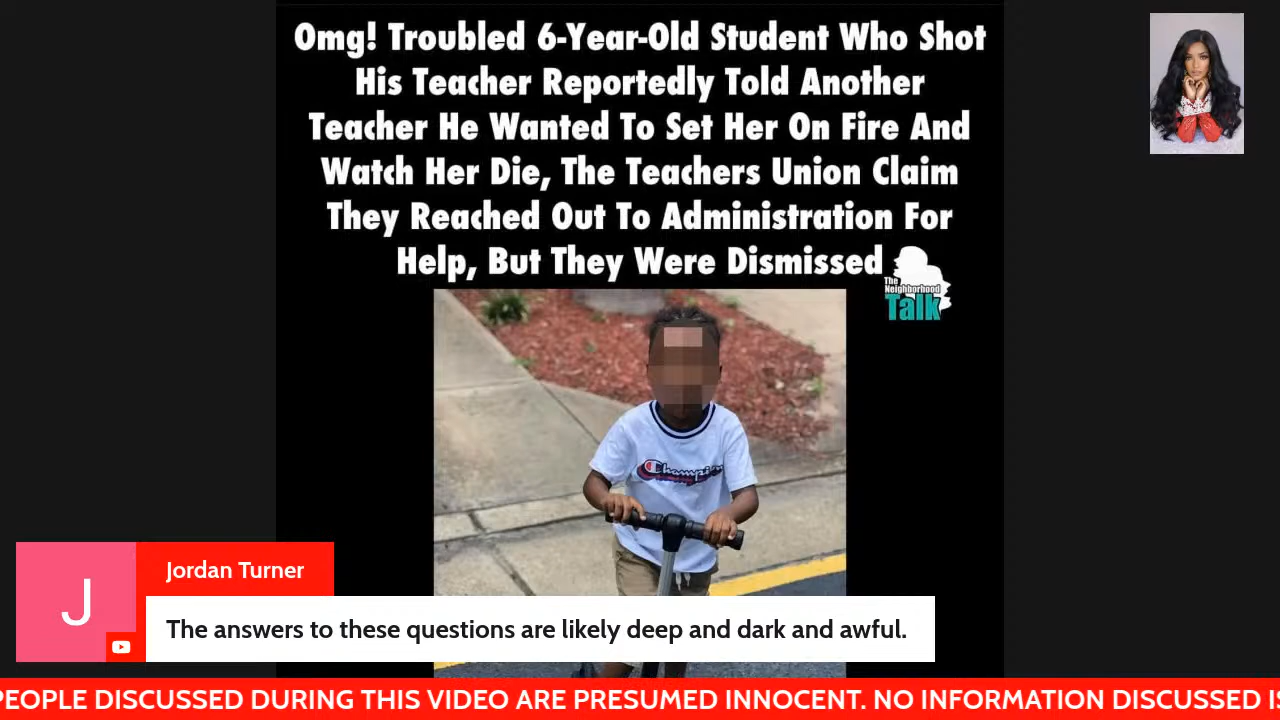 Omg! Troubled 6-Year-Old Student Who Shot
His Teacher Reportedly Told Another
Teacher He Wanted To Set Her On Fire And
Watch Her Die, The Teachers Union Claim
They Reached Out To Administration For
Help, But They Were Dismissed
The
Neighborhood
Talk
Champion
J
Jordan Turner
The answers to these questions are likely deep and dark and awful.
PEOPLE DISCUSSED DURING THIS VIDEO ARE PRESUMED INNOCENT. NO INFORMATION DISCUSSED IS